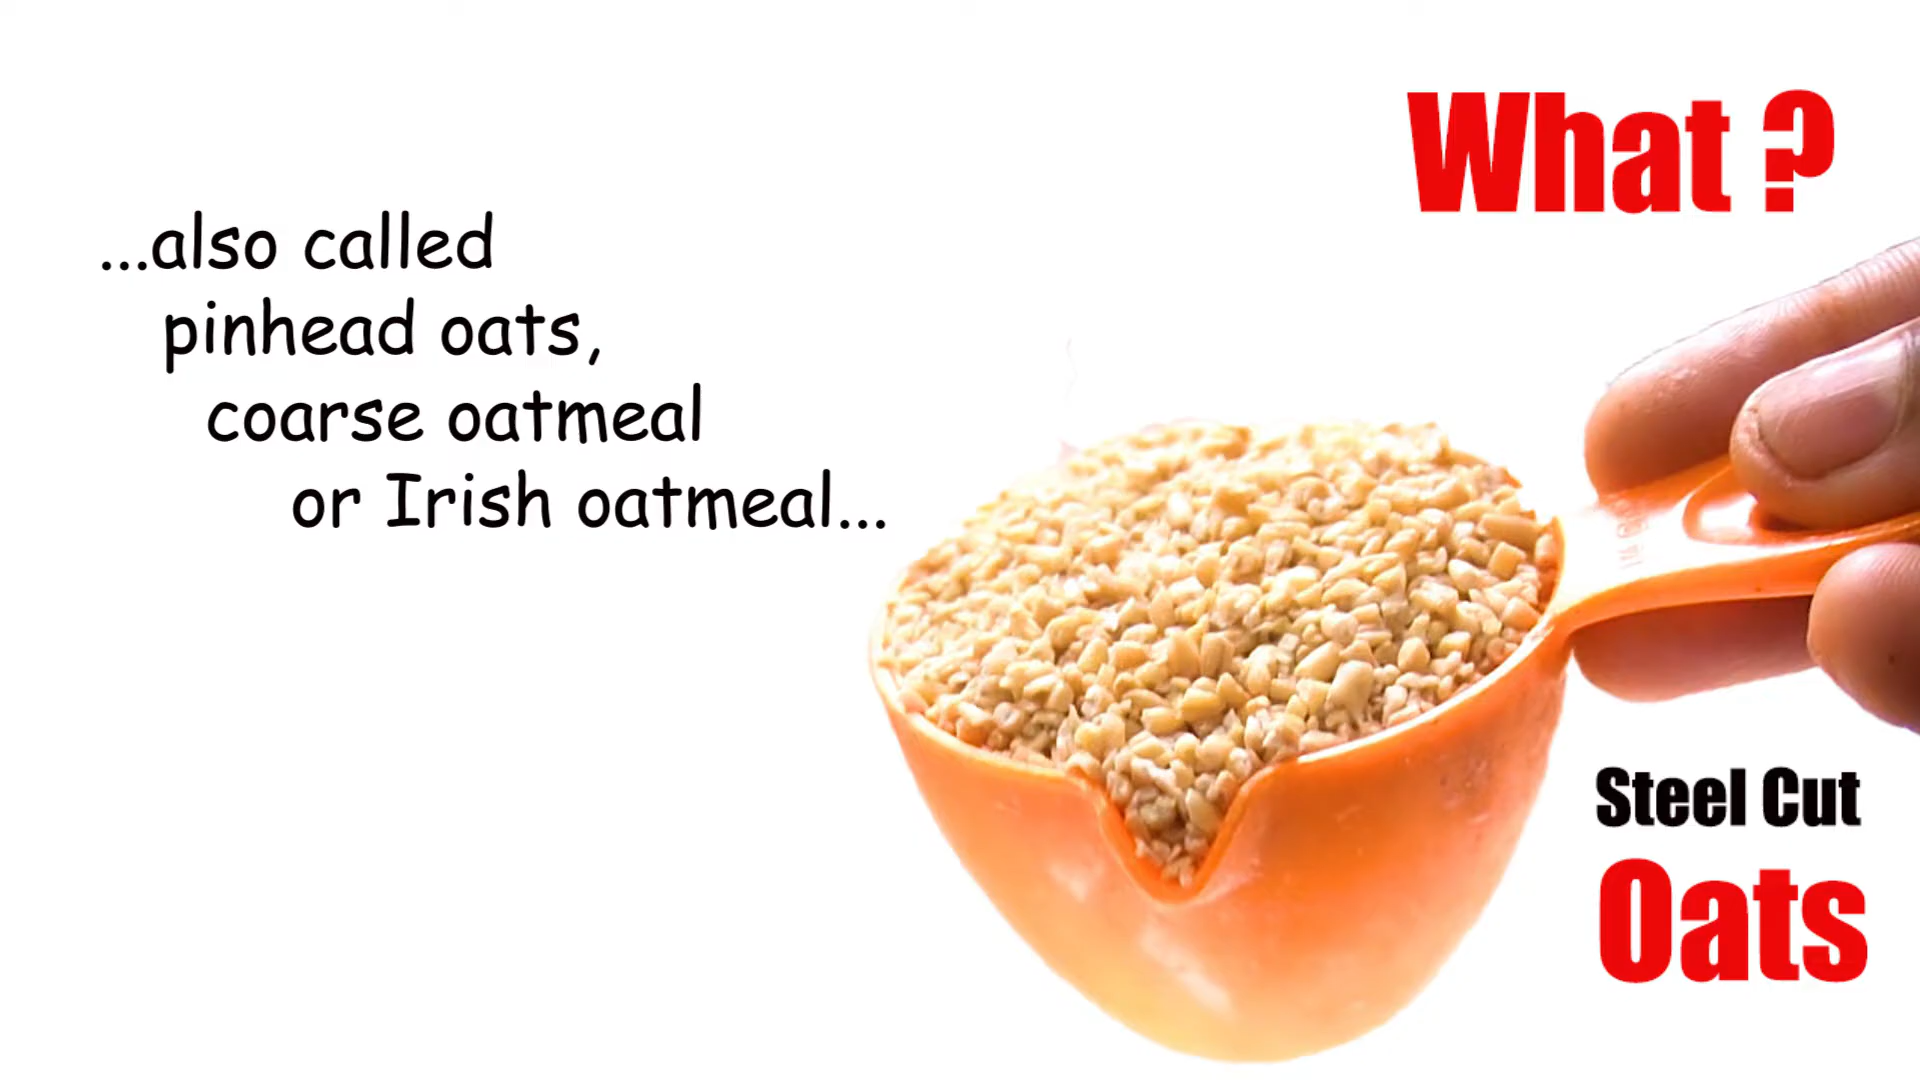 What ?
...also called
pinhead oats,
coarse oatmeal
or Irish oatmeal...
Steel Cut
Oats